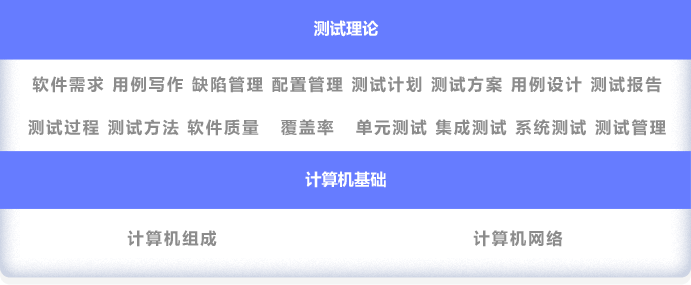 测试理论
软件需求 用例写作 缺陷管理 配置管理 测试计划 测试方案 用例设计 测试报告
测试过程 测试方法 软件质量 覆盖率 单元测试 集成测试 系统测试 测试管理
计算机基础
计算机组成 计算机网络